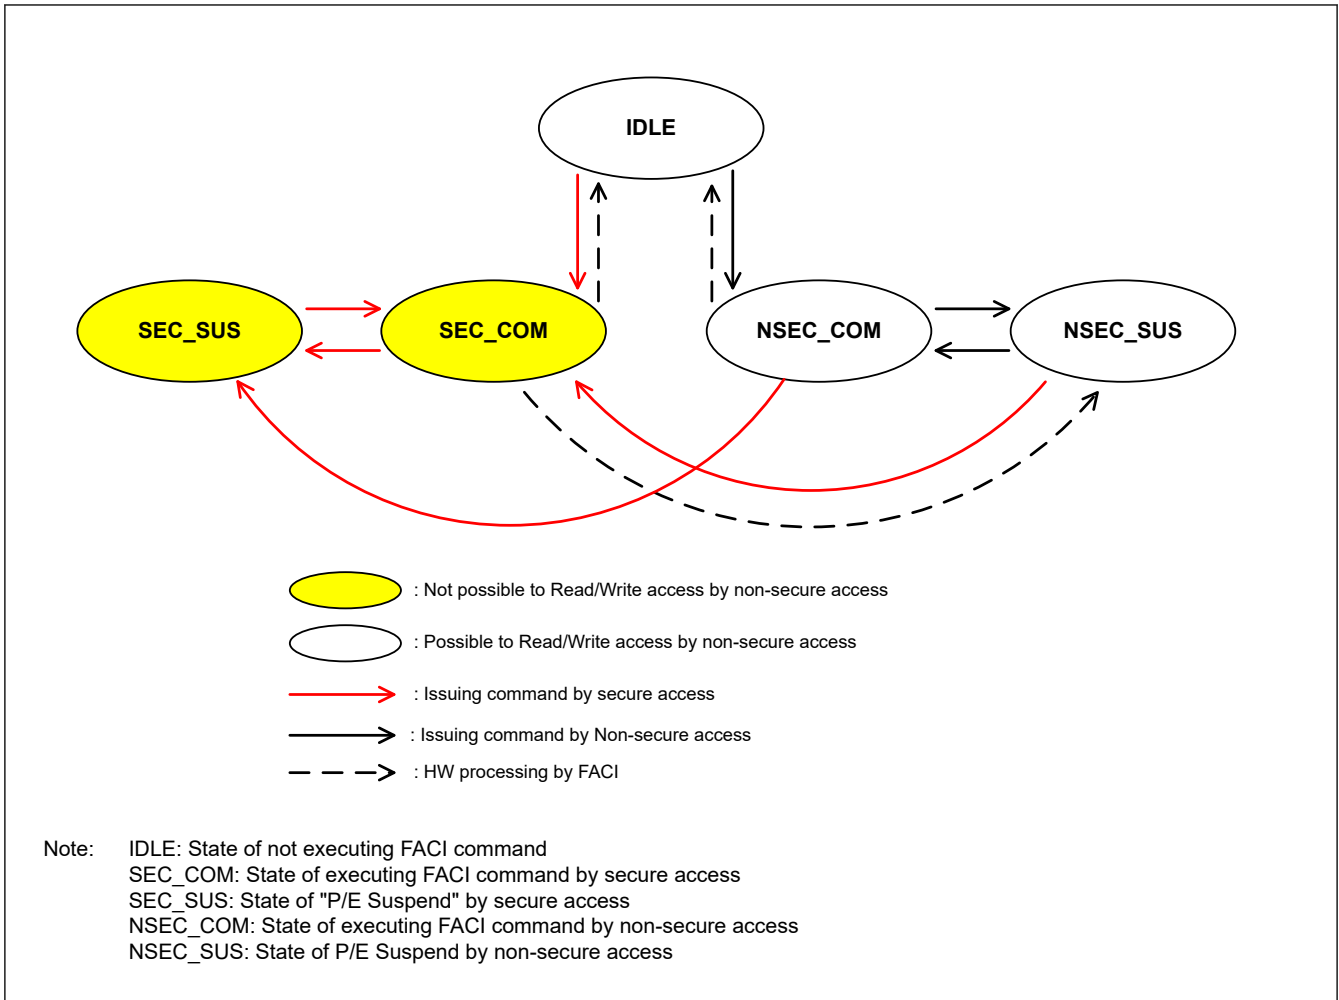 IDLE
SEC_SUS
SEC_COM
NSEC_COM
NSEC_SUS
: Not possible to Read/Write access by non-secure access
: Possible to Read/Write access by non-secure access
: Issuing command by secure access
: Issuing command by Non-secure access
: HW processing by FACI
Note: IDLE: State of not executing FACI command
SEC_COM: State of executing FACI command by secure access
SEC_SUS: State of "P/E Suspend" by secure access
NSEC_COM: State of executing FACI command by non-secure access
NSEC_SUS: State of P/E Suspend by non-secure access